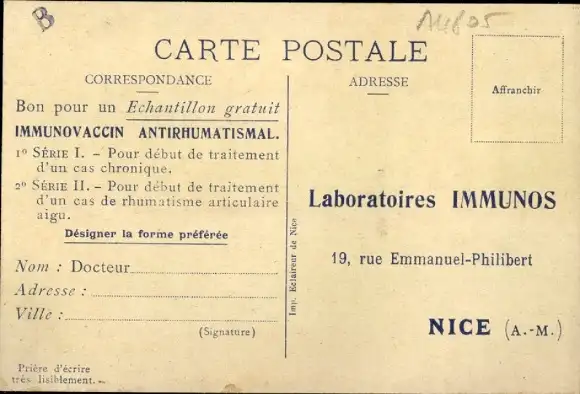 B
CARTE POSTALE
CORRESPONDANCE
Bon pour un Echantillon gratuit
IMMUNOVACCIN ANTIRHUMATISMAL.
1º SÉRIE I. - Pour début de traitement
d'un cas chronique.
2º SÉRIE II. - Pour début de traitement
d'un cas de rhumatisme articulaire
aigu.
Désigner la forme préférée
Nom : Docteur
Adresse :
Ville :
(Signature)
Prière d'écrire
très lisiblement. -
Imp. Eclaireur de Nice
ADRESSE
Affranchir
Laboratoires IMMUNOS
19, rue Emmanuel-Philibert
NICE (A.-M.)